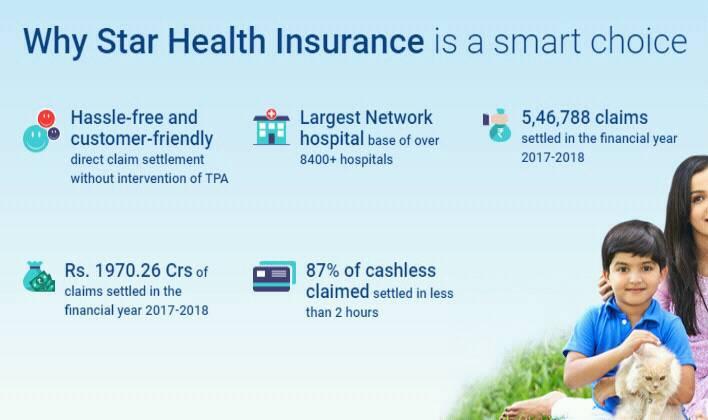 Why Star Health Insurance is a smart choice
Hassle-free and
customer-friendly
direct claim settlement
without intervention of TPA
Largest Network
hospital base of over
8400+ hospitals
5,46,788 claims
settled in the financial year
2017-2018
Rs. 1970.26 Crs of
claims settled in the
financial year 2017-2018
87% of cashless
claimed settled in less
than 2 hours